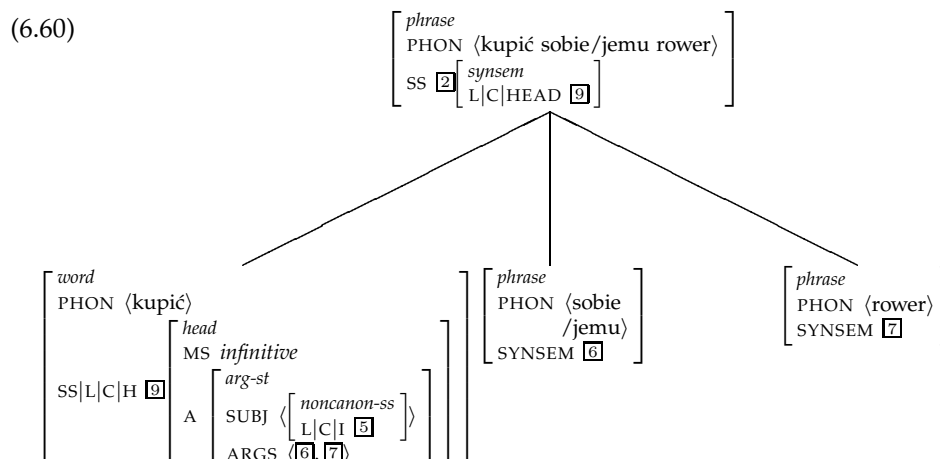 (6.60)
phrase
PHON ⟨kupić sobie/jemu rower⟩
SS 2 synsem
L|C|HEAD 9
word
PHON ⟨kupić⟩
SS|L|C|H 9
head
MS infinitive
A
arg-st
SUBJ ⟨ noncanon-ss ⟩
L|C|I 5
ARGS ⟨6, 7⟩
phrase
PHON ⟨sobie
/jemu⟩
SYNSEM 6
phrase
PHON ⟨rower⟩
SYNSEM 7